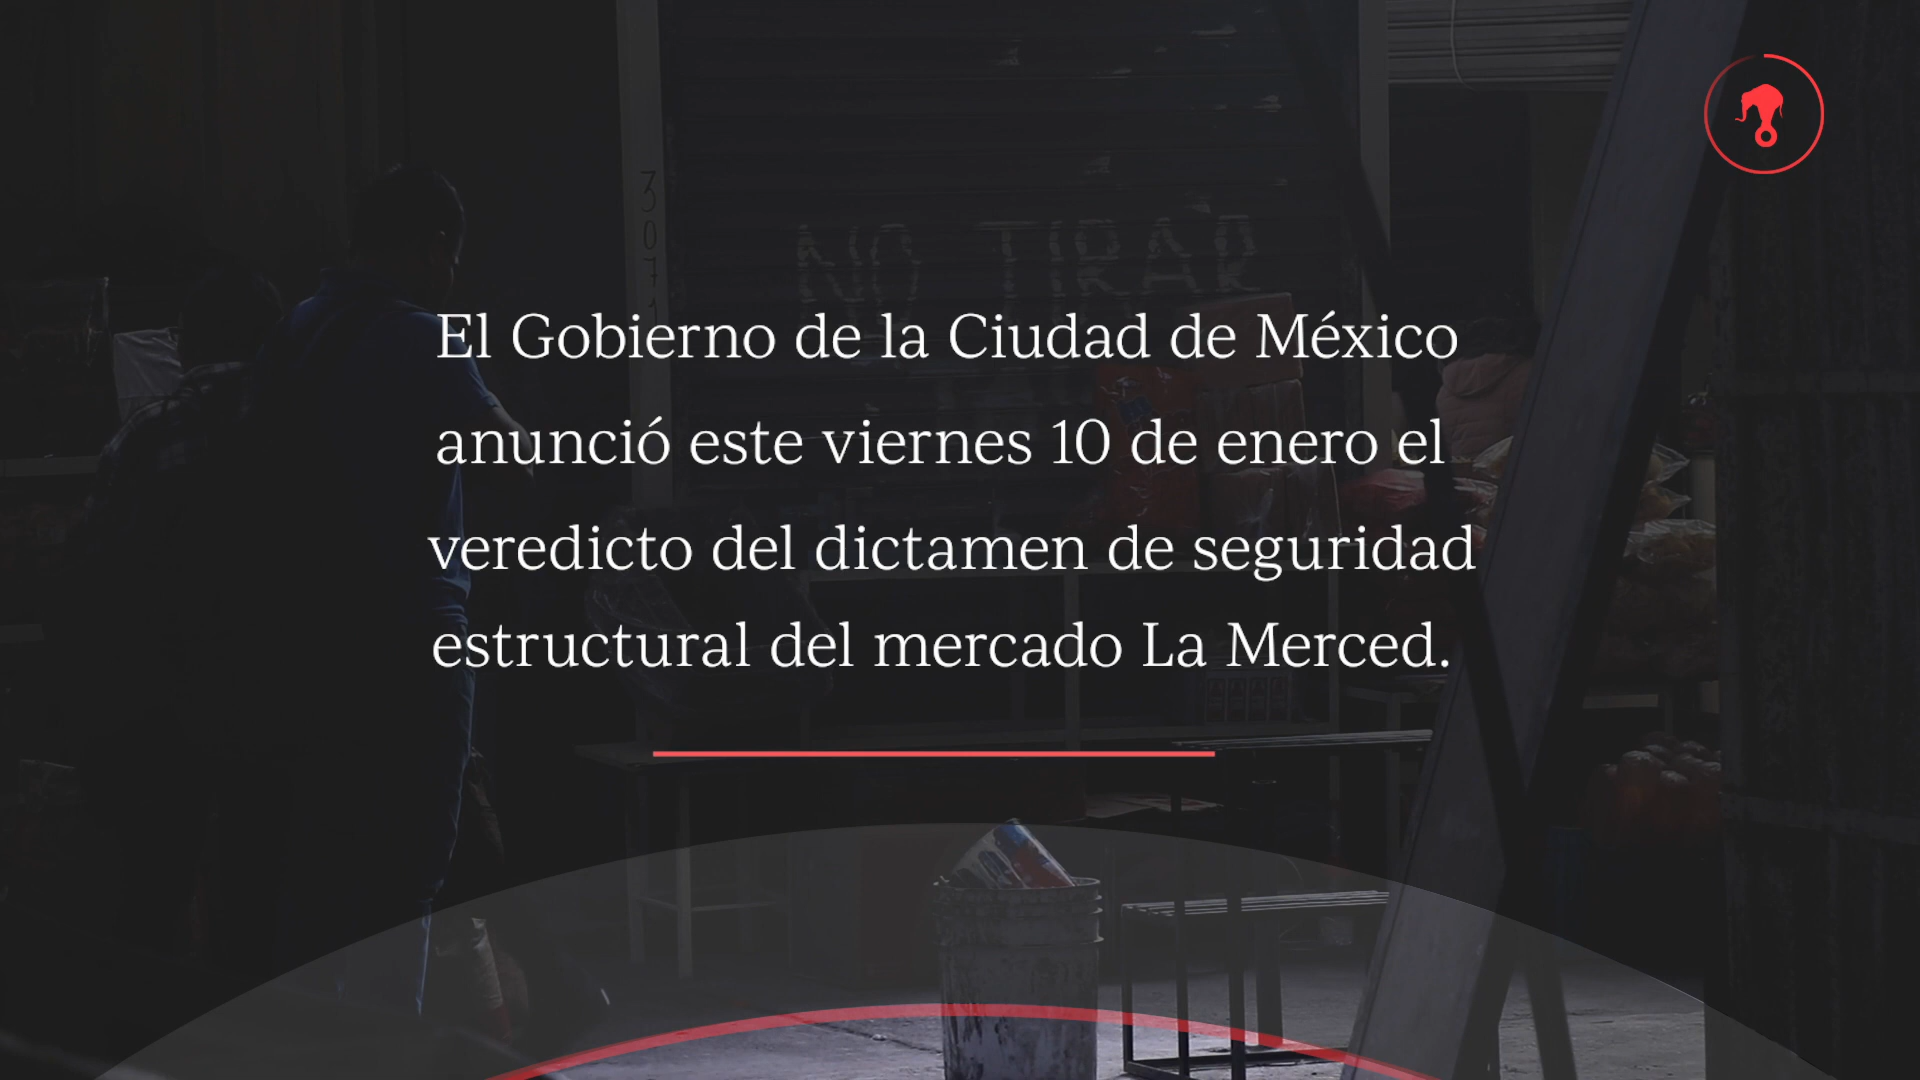 3071
NO TIRAR
El Gobierno de la Ciudad de México
anunció este viernes 10 de enero el
veredicto del dictamen de seguridad
estructural del mercado La Merced.